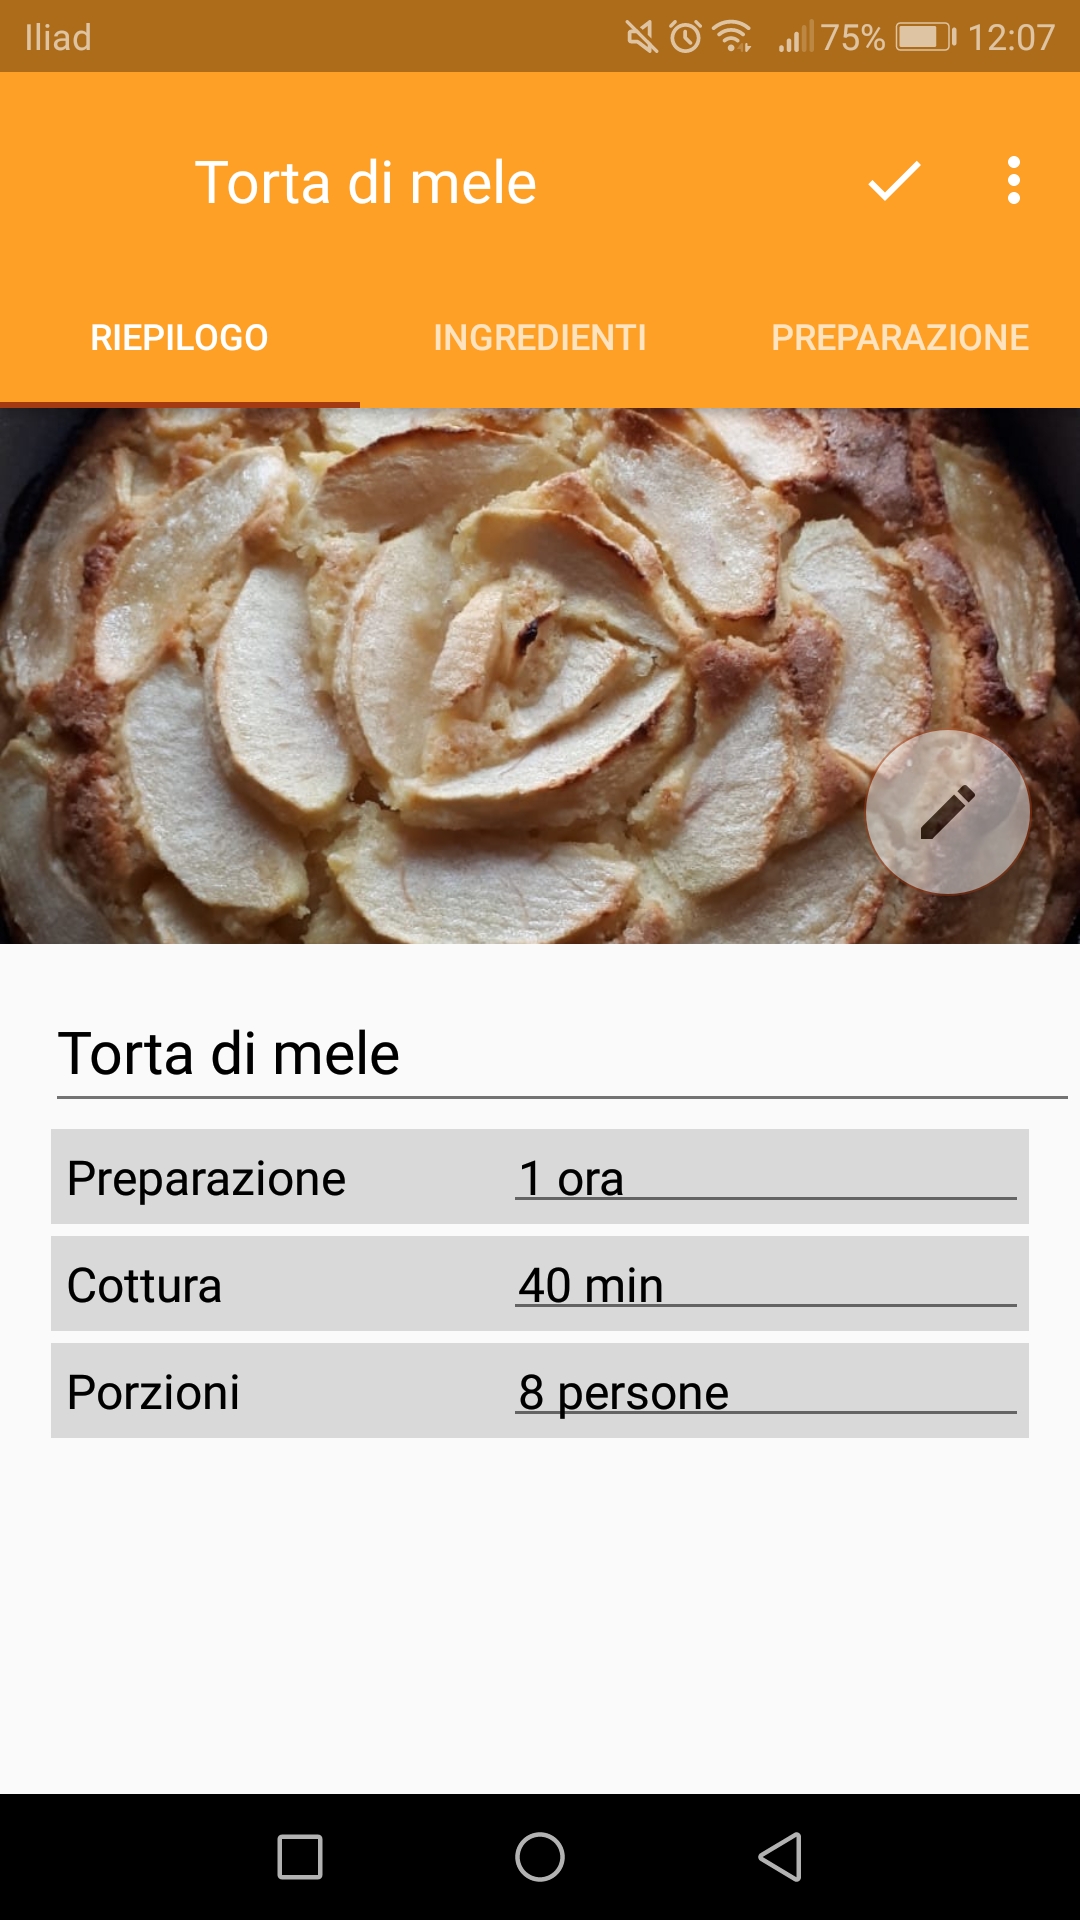 Iliad 75% 12:07
Torta di mele
RIEPILOGO INGREDIENTI PREPARAZIONE
Torta di mele
Preparazione 1 ora
Cottura 40 min
Porzioni 8 persone